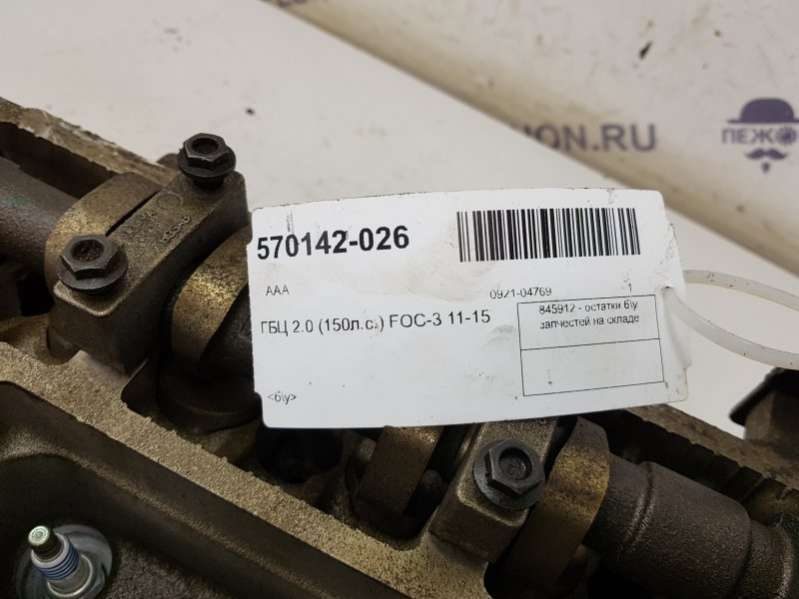 ION.RU
ПЕЖО
570142-026
AAA
0921-04769 1
ГБЦ 2.0 (150л.с.) FOC-3 11-15
845912 - остатки б\у
запчастей на складе
<б\у>